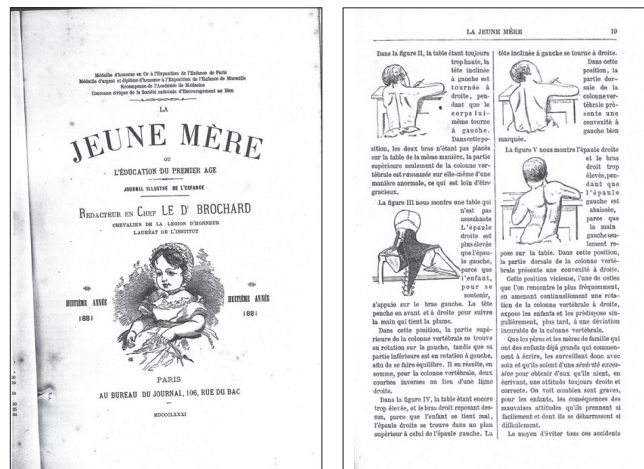 Médaille d'honneur en Or à l'Exposition de l'Enfance de Paris
Médaille d'argent et diplôme d'honneur à l'Exposition de l'Enfance de Marseille
Récompenses de l'Académie de Médecine
Couronne civique de la Société nationale d'Encouragement au Bien
LA
JEUNE MÈRE
OU
L'ÉDUCATION DU PREMIER AGE
JOURNAL ILLUSTRÉ DE L'ENFANCE
RÉDACTEUR EN CHEF LE Dr BROCHARD
CHEVALIER DE LA LÉGION D'HONNEUR
LAURÉAT DE L'INSTITUT
HUITIÈME ANNÉE
1881
HUITIÈME ANNÉE
1881
PARIS
AU BUREAU DU JOURNAL, 106, RUE DU BAC
MDCCCLXXXI
LA JEUNE MÈRE 19
Dans la figure II, la table étant toujours
trop haute, la
tête inclinée
à gauche est
tournée à
droite, pen-
dant que le
corps lui-
même tourne
à gauche.
Dans cette po-
sition, les deux bras n'étant pas placés
sur la table de la même manière, la partie
supérieure seulement de la colonne ver-
tébrale est ramassée sur elle-même d'une
manière anormale, ce qui est loin d'être
gracieux.
La figure III nous montre une table qui
n'est pas
assez haute
L'épaule
droite est
plus élevée
que l'épau-
le gauche,
parce que
l'enfant,
pour se
soutenir,
s'appuie sur le bras gauche. La tête
penche en avant et à droite pour suivre
la main qui tient la plume.
Dans cette position, la partie supé-
rieure de la colonne vertébrale se trouve
en rotation sur la gauche, tandis que sa
partie inférieure est en rotation à gauche,
afin de se faire équilibre. Il en résulte, en
somme, pour la colonne vertébrale, deux
courbes inverses au lieu d'une ligne
droite.
Dans la figure IV, la table étant encore
trop élevée, et le bras droit reposant des-
sus, parce que l'enfant se tient mal,
l'épaule droite se trouve dans un plan
supérieur à celui de l'épaule gauche. La
tête inclinée à gauche se tourne à droite.
Dans cette
position, la
partie dor-
sale de la
colonne ver-
tébrale pré-
sente une
convexité à
gauche bien
marquée.
La figure V nous montre l'épaule droite
et le bras
droit trop
élevés, pen-
dant que
l'épaule
gauche est
abaissée,
parce que
la main
gauche seu-
lement re-
pose sur la table. Dans cette position,
la partie dorsale de la colonne verté-
brale présente une convexité à droite.
Cette position vicieuse, l'une de celles
que l'on rencontre le plus fréquemment,
en amenant continuellement une rota-
tion de la colonne vertébrale à droite,
expose les enfants et les prédispose sin-
gulièrement, plus tard, à une déviation
incurable de la colonne vertébrale.
Que les pères et les mères de famille qui
ont des enfants déjà grands qui commen-
cent à écrire, les surveillent donc avec
soin et qu'ils soient d'une sévérité exces-
sive pour obtenir d'eux qu'ils aient, en
écrivant, une attitude toujours droite et
correcte. On voit combien sont graves,
pour les enfants, les conséquences des
mauvaises attitudes qu'ils prennent si
facilement et dont ils se débarrassent si
difficilement.
Le moyen d'éviter tous ces accidents